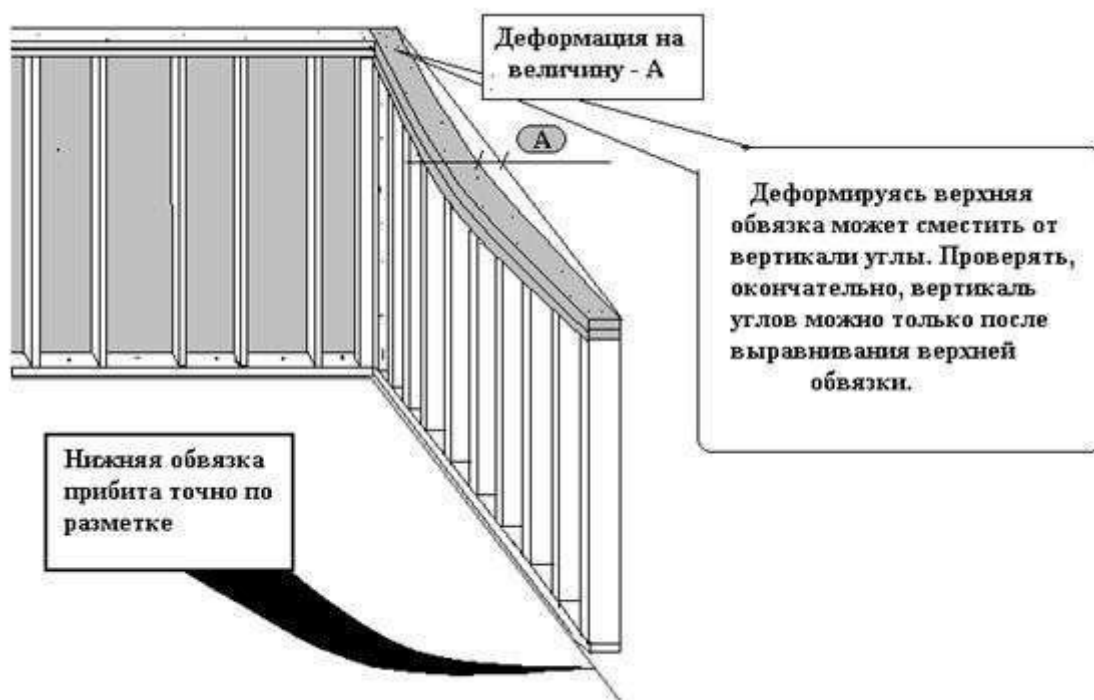 Деформация на
величину - А
А
Деформируясь верхняя
обвязка может сместить от
вертикали углы. Проверять,
окончательно, вертикаль
углов можно только после
выравнивания верхней
обвязки.
Нижняя обвязка
прибита точно по
разметке